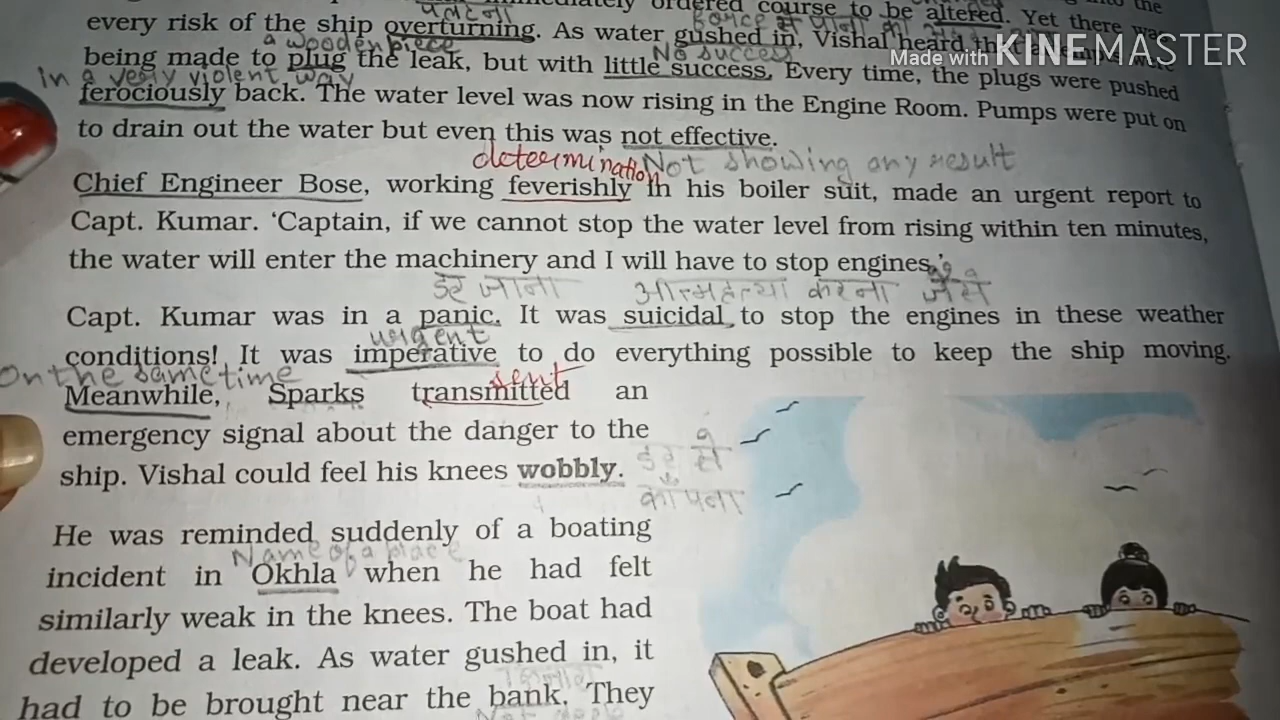 immediately ordered course to be altered. Yet there was
पलटना
every risk of the ship overturning. As water gushed in, Vishal heard
a wooden piece No success
Made with KINEMASTER
being made to plug the leak, but with little success. Every time, the plugs were pushed
In a very violent way
ferociously back. The water level was now rising in the Engine Room. Pumps were put on
to drain out the water but even this was not effective.
determination Not showing any result
Chief Engineer Bose, working feverishly in his boiler suit, made an urgent report to
Capt. Kumar. ‘Captain, if we cannot stop the water level from rising within ten minutes,
the water will enter the machinery and I will have to stop engines.’
डर जाना आत्महत्या करना जैसे
Capt. Kumar was in a panic. It was suicidal to stop the engines in these weather
urgent
conditions! It was imperative to do everything possible to keep the ship moving.
On the same time sent
Meanwhile, Sparks transmitted an
emergency signal about the danger to the
डर से
ship. Vishal could feel his knees wobbly.
काँपना
He was reminded suddenly of a boating
Name of a place
incident in Okhla when he had felt
similarly weak in the knees. The boat had
developed a leak. As water gushed in, it
had to be brought near the bank. They